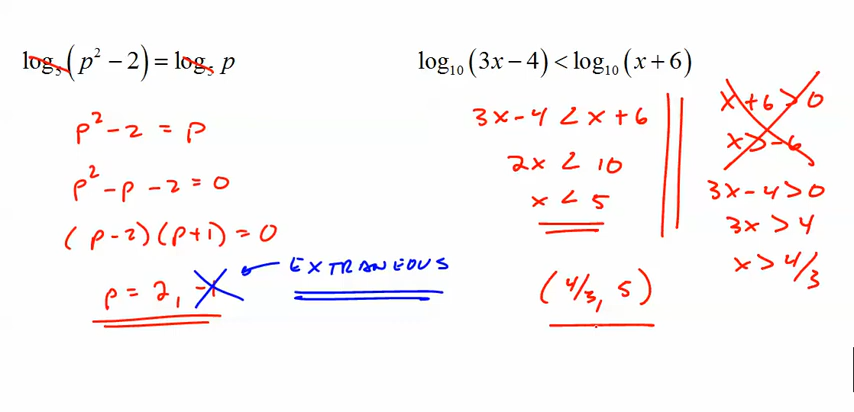 log₅(p² − 2) = log₅ p
p² − 2 = p
p² − p − 2 = 0
(p − 2)(p + 1) = 0
p = 2, −1
EXTRANEOUS
log₁₀(3x − 4) < log₁₀(x + 6)
3x − 4 < x + 6
2x < 10
x < 5
x + 6 > 0
x > −6
3x − 4 > 0
3x > 4
x > 4/3
(4/3, 5)